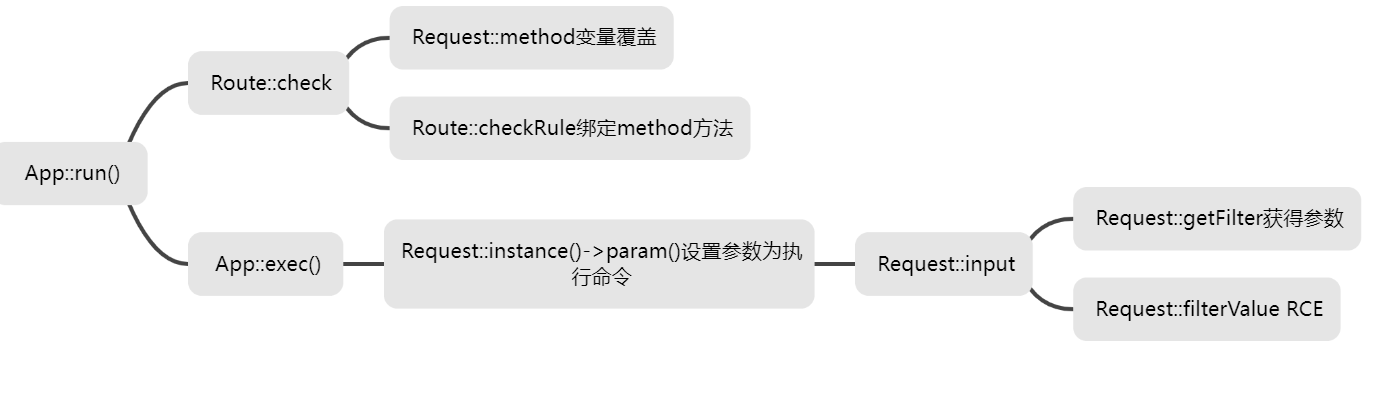 App::run()
Route::check
Request::method变量覆盖
Route::checkRule绑定method方法
App::exec()
Request::instance()->param()设置参数为执
行命令
Request::input
Request::getFilter获得参数
Request::filterValue RCE